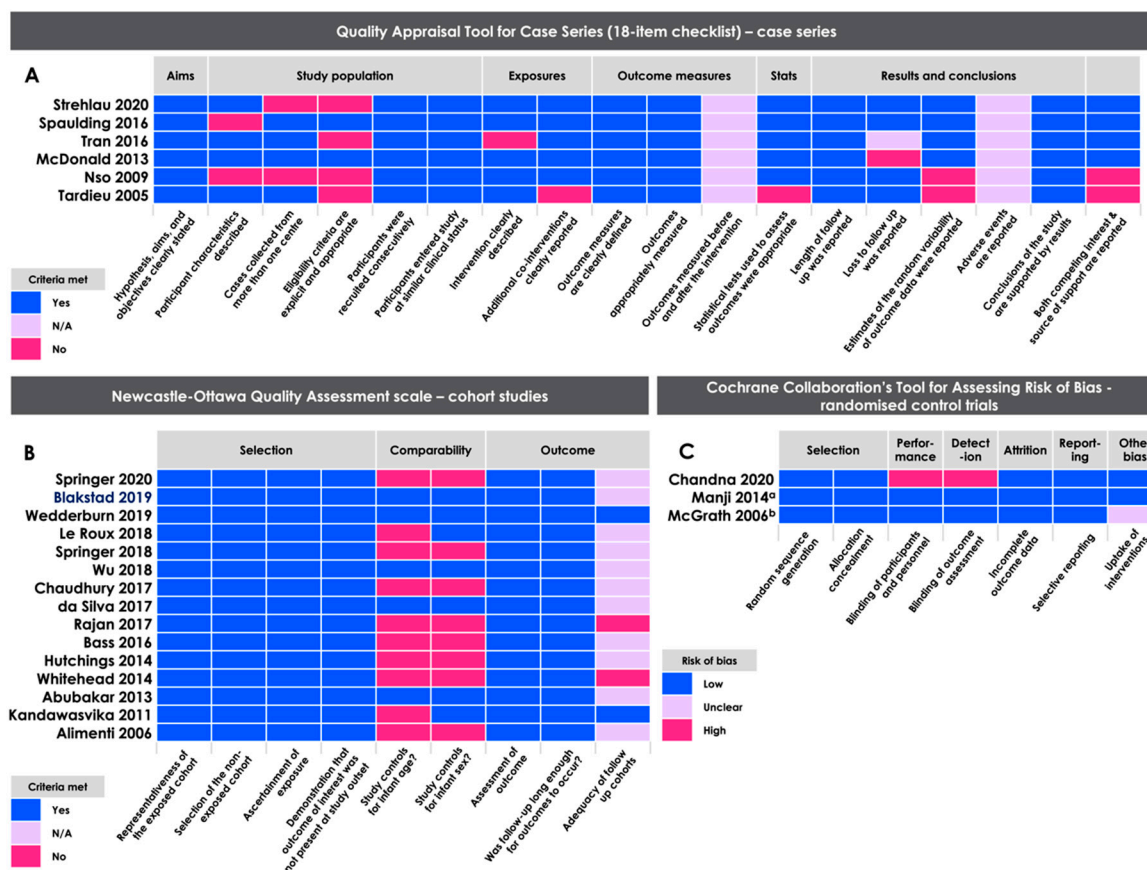 Quality Appraisal Tool for Case Series (18-item checklist) – case series
A
Aims
Study population
Exposures
Outcome measures
Stats
Results and conclusions
Strehlau 2020
Spaulding 2016
Tran 2016
McDonald 2013
Nso 2009
Tardieu 2005
Hypothesis, aims, and
objectives clearly stated
Participant characteristics
described
Cases collected from
more than one centre
Eligibility criteria are
explicit and appropriate
Participants were
recruited consecutively
Participants entered study
at similar clinical status
Intervention clearly
described
Additional co-interventions
clearly reported
Outcome measures
are clearly defined
Outcomes
appropriately measured
Outcomes measured before
and after the intervention
Statistical tests used to assess
outcomes were appropriate
Length of follow
up was reported
Loss to follow up
was reported
Estimates of the random variability
of outcome data were reported
Adverse events
are reported
Conclusions of the study
are supported by results
Both competing interest &
source of support are reported
Criteria met
Yes
N/A
No
Newcastle-Ottawa Quality Assessment scale – cohort studies
B
Selection
Comparability
Outcome
Springer 2020
Blakstad 2019
Wedderburn 2019
Le Roux 2018
Springer 2018
Wu 2018
Chaudhury 2017
da Silva 2017
Rajan 2017
Bass 2016
Hutchings 2014
Whitehead 2014
Abubakar 2013
Kandawasvika 2011
Alimenti 2006
Representativeness of
the exposed cohort
Selection of the non-
exposed cohort
Ascertainment of
exposure
Demonstration that
outcome of interest was
not present at study outset
Study controls
for infant age?
Study controls
for infant sex?
Assessment of
outcome
Was follow-up long enough
for outcomes to occur?
Adequacy of follow
up cohorts
Criteria met
Yes
N/A
No
Cochrane Collaboration's Tool for Assessing Risk of Bias -
randomised control trials
C
Selection
Perfor-
mance
Detect
-ion
Attrition
Report-
ing
Othe
bias
Chandna 2020
Manji 2014ᵃ
McGrath 2006ᵇ
Random sequence
generation
Allocation
concealment
Blinding of participants
and personnel
Blinding of outcome
assessment
Incomplete
outcome data
Selective reporting
Uptake of
interventions
Risk of bias
Low
Unclear
High